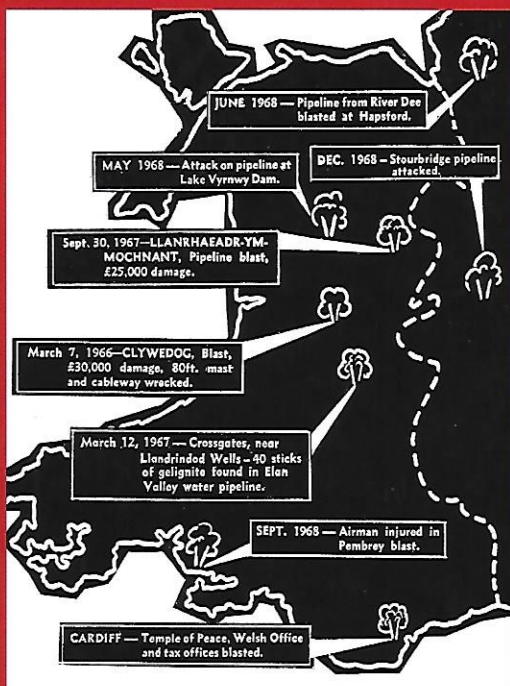 JUNE 1968 — Pipeline from River Dee
blasted at Hapsford.
MAY 1968 — Attack on pipeline at
Lake Vyrnwy Dam.
DEC. 1968 — Stourbridge pipeline
attacked.
Sept. 30, 1967—LLANRHAEADR-YM-
MOCHNANT, Pipeline blast,
£25,000 damage.
March 7, 1966—CLYWEDOG, Blast,
£30,000 damage, 80ft. mast
and cableway wrecked.
March 12, 1967 — Crossgates, near
Llandrindod Wells — 40 sticks
of gelignite found in Elan
Valley water pipeline.
SEPT. 1968 — Airman injured in
Pembrey blast.
CARDIFF — Temple of Peace, Welsh Office
and tax offices blasted.